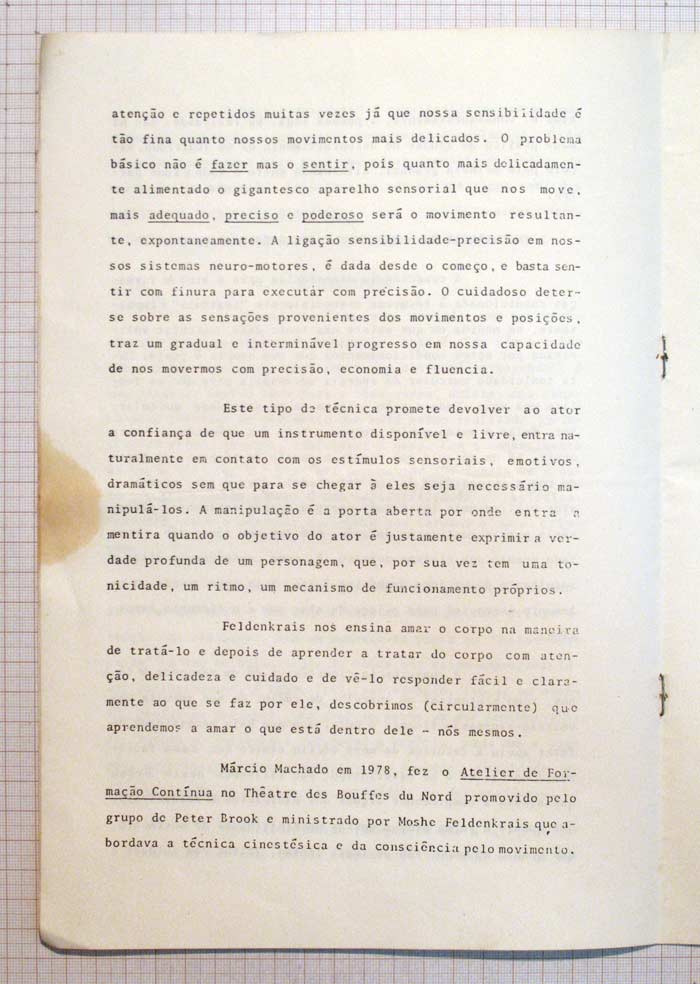 atenção e repetidos muitas vezes já que nossa sensibilidade é
tão fina quanto nossos movimentos mais delicados. O problema
básico não é fazer mas o sentir, pois quanto mais delicadamen-
te alimentado o gigantesco aparelho sensorial que nos move,
mais adequado, preciso e poderoso será o movimento resultan-
te, expontaneamente. A ligação sensibilidade-precisão em nos-
sos sistemas neuro-motores, é dada desde o começo, e basta sen-
tir com finura para executar com precisão. O cuidadoso deter-
se sobre as sensações provenientes dos movimentos e posições,
traz um gradual e interminável progresso em nossa capacidade
de nos movermos com precisão, economia e fluencia.
Este tipo de técnica promete devolver ao ator
a confiança de que um instrumento disponível e livre, entra na-
turalmente em contato com os estímulos sensoriais, emotivos,
dramáticos sem que para se chegar à eles seja necessário ma-
nipulá-los. A manipulação é a porta aberta por onde entra a
mentira quando o objetivo do ator é justamente exprimir a ver-
dade profunda de um personagem, que, por sua vez tem uma to-
nicidade, um ritmo, um mecanismo de funcionamento próprios.
Feldenkrais nos ensina amar o corpo na maneira
de tratá-lo e depois de aprender a tratar do corpo com aten-
ção, delicadeza e cuidado e de vê-lo responder fácil e clara-
mente ao que se faz por ele, descobrimos (circularmente) que
aprendemos a amar o que está dentro dele - nós mesmos.
Márcio Machado em 1978, fez o Atelier de For-
mação Contínua no Thêatre des Bouffes du Nord promovido pelo
grupo de Peter Brook e ministrado por Moshe Feldenkrais que a-
bordava a técnica cinestésica e da consciência pelo movimento.